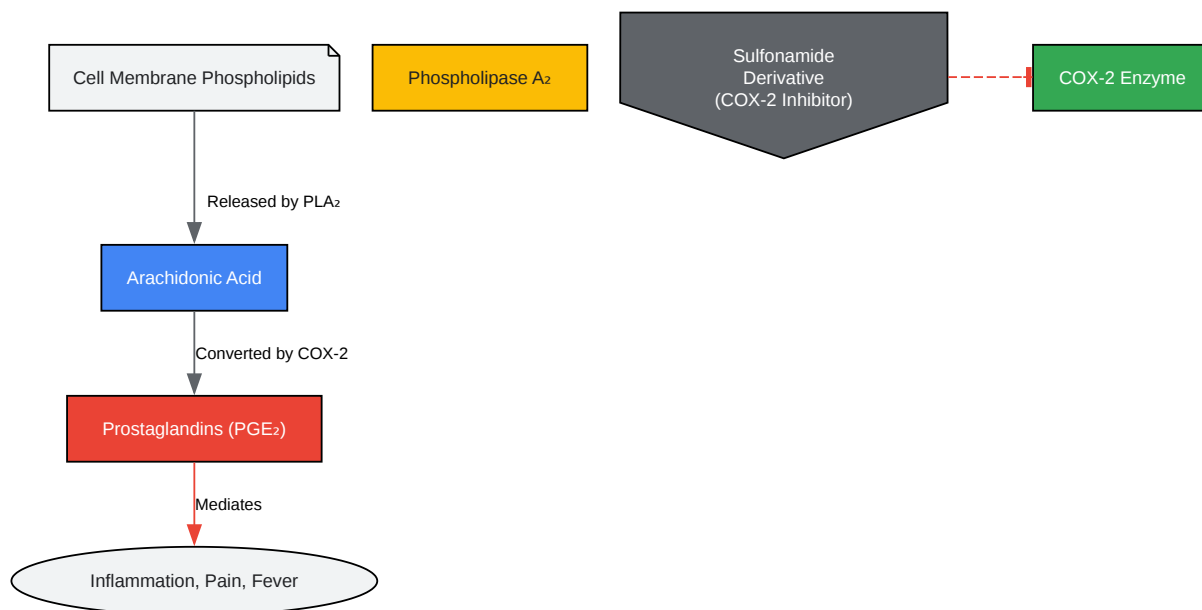 Cell Membrane Phospholipids
Phospholipase A₂
Sulfonamide
Derivative
(COX-2 Inhibitor)
COX-2 Enzyme
Released by PLA₂
Arachidonic Acid
Converted by COX-2
Prostaglandins (PGE₂)
Mediates
Inflammation, Pain, Fever